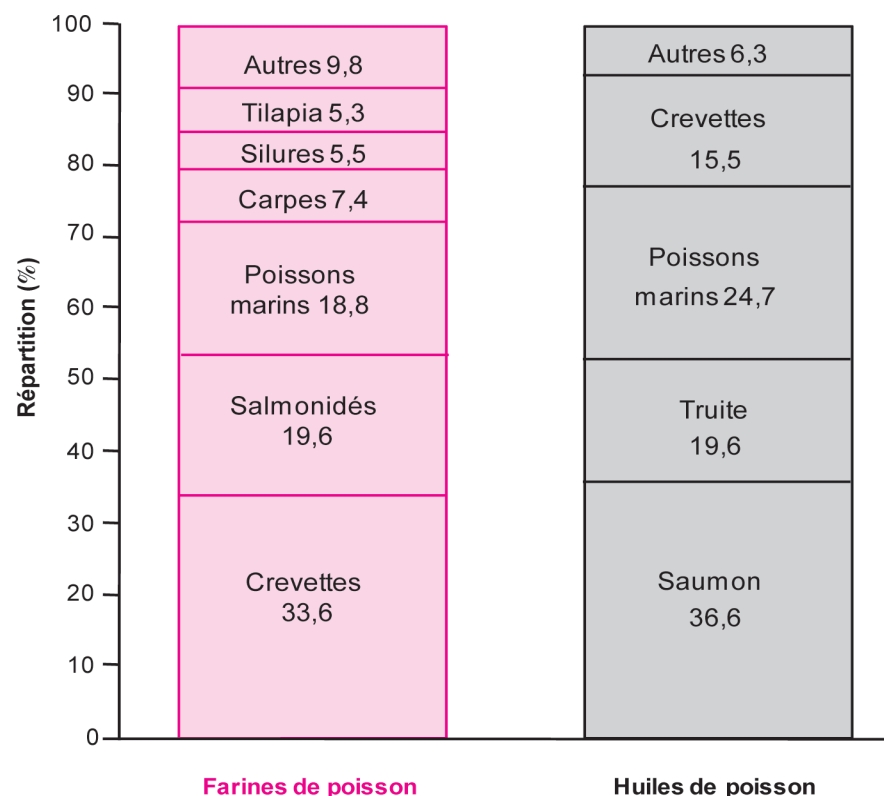 Répartition (%)
100
90
80
70
60
50
40
30
20
10
0
Autres 9,8
Tilapia 5,3
Silures 5,5
Carpes 7,4
Poissons
marins 18,8
Salmonidés
19,6
Crevettes
33,6
Farines de poisson
Autres 6,3
Crevettes
15,5
Poissons
marins 24,7
Truite
19,6
Saumon
36,6
Huiles de poisson